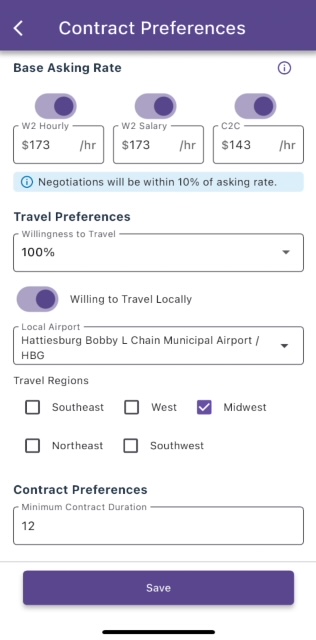 Contract Preferences
Base Asking Rate
W2 Hourly W2 Salary C2C
$173 /hr $173 /hr $143 /hr
Negotiations will be within 10% of asking rate.
Travel Preferences
Willingness to Travel
100%
Willing to Travel Locally
Local Airport
Hattiesburg Bobby L Chain Municipal Airport /
HBG
Travel Regions
Southeast West Midwest
Northeast Southwest
Contract Preferences
Minimum Contract Duration
12
Save